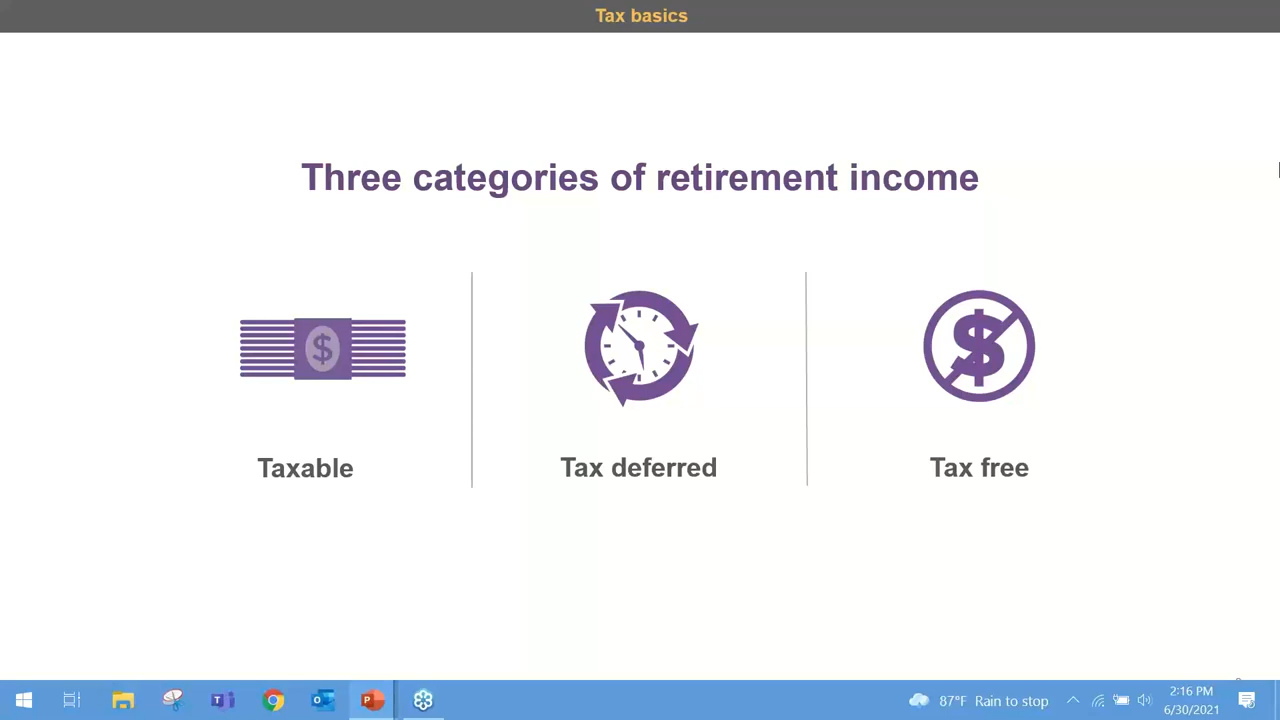 Tax basics
Three categories of retirement income
$
$
Taxable
Tax deferred
Tax free
87°F Rain to stop
2:16 PM
6/30/2021